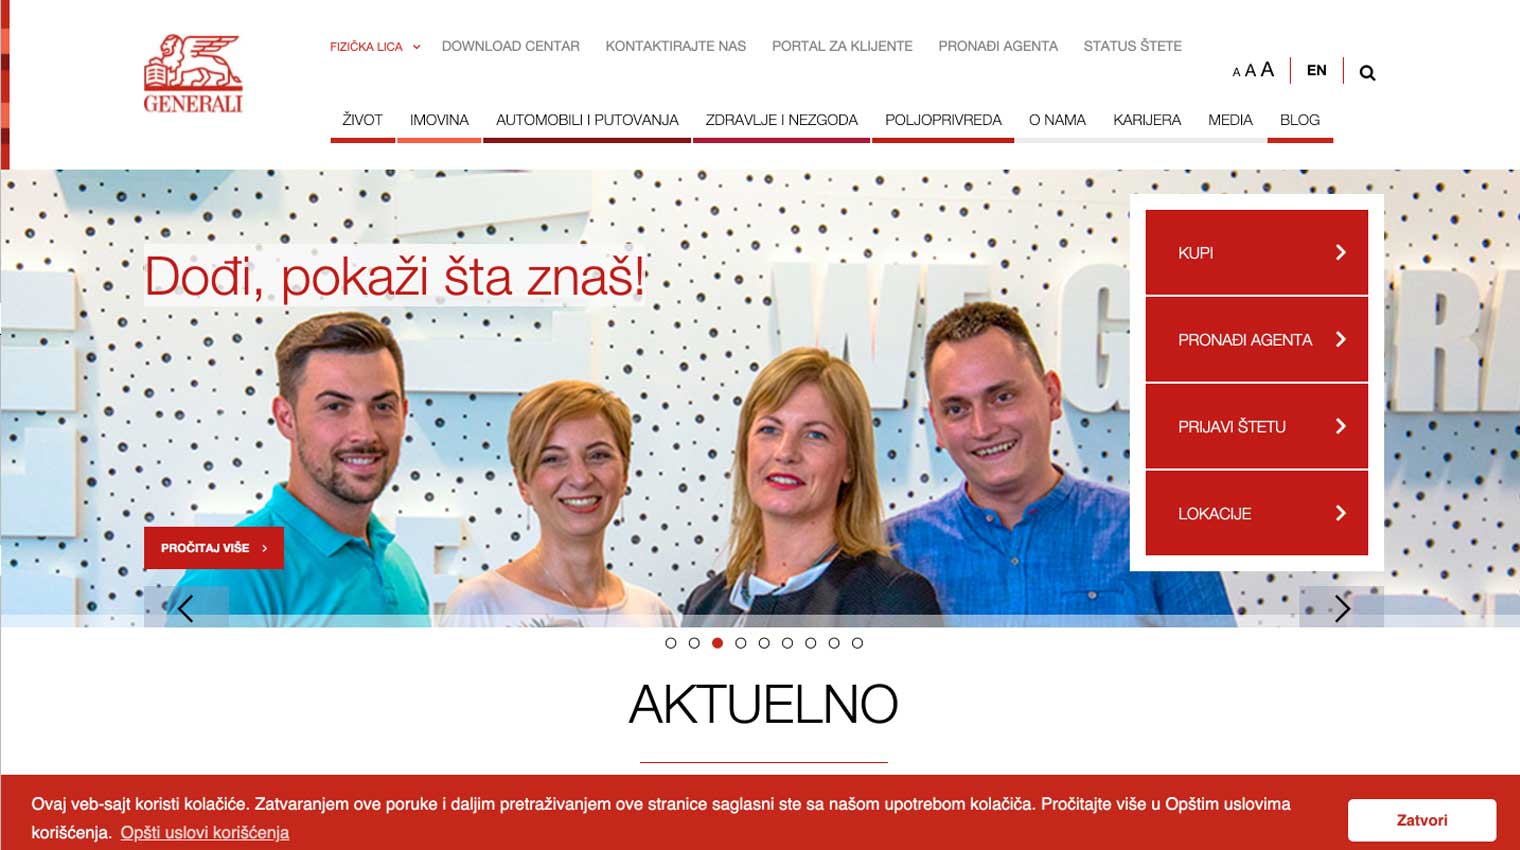 FIZIČKA LICA DOWNLOAD CENTAR KONTAKTIRAJTE NAS PORTAL ZA KLIJENTE PRONAĐI AGENTA STATUS ŠTETE
A A A EN
GENERALI
ŽIVOT IMOVINA AUTOMOBILI I PUTOVANJA ZDRAVLJE I NEZGODA POLJOPRIVREDA O NAMA KARIJERA MEDIA BLOG
Dođi, pokaži šta znaš!
WE
KUPI
PRONAĐI AGENTA
PRIJAVI ŠTETU
LOKACIJE
PROČITAJ VIŠE
AKTUELNO
Ovaj veb-sajt koristi kolačiće. Zatvaranjem ove poruke i daljim pretraživanjem ove stranice saglasni ste sa našom upotrebom kolačiča. Pročitajte više u Opštim uslovima
korišćenja. Opšti uslovi korišćenja
Zatvori